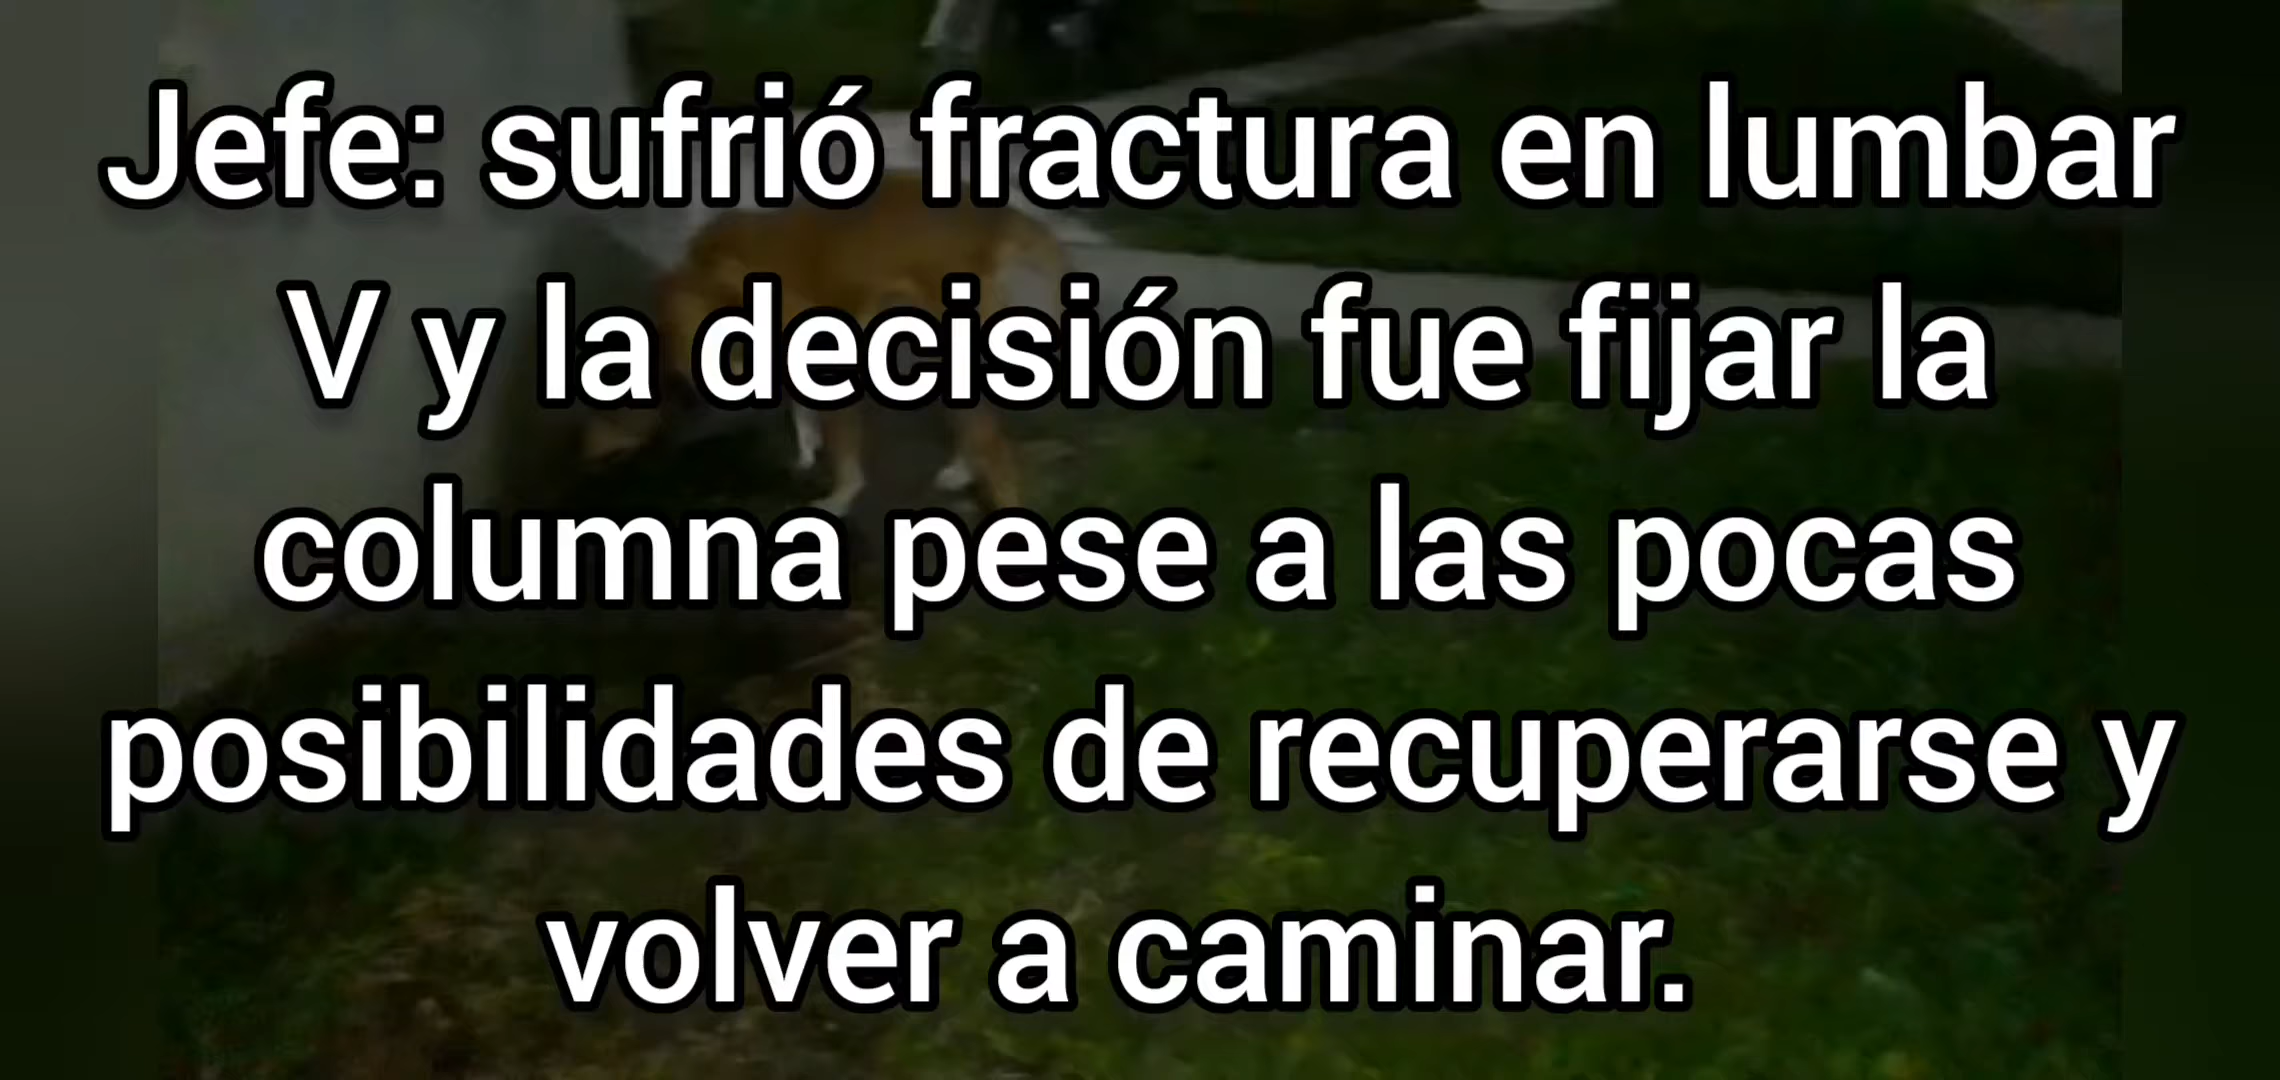 Jefe: sufrió fractura en lumbar
V y la decisión fue fijar la
columna pese a las pocas
posibilidades de recuperarse y
volver a caminar.